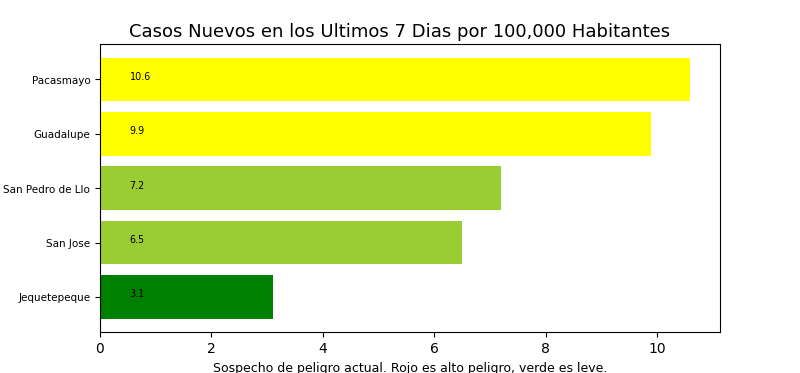 Casos Nuevos en los Ultimos 7 Dias por 100,000 Habitantes
Pacasmayo 10.6
Guadalupe 9.9
San Pedro de Llo 7.2
San Jose 6.5
Jequetepeque 3.1
0 2 4 6 8 10
Sospecho de peligro actual. Rojo es alto peligro, verde es leve.